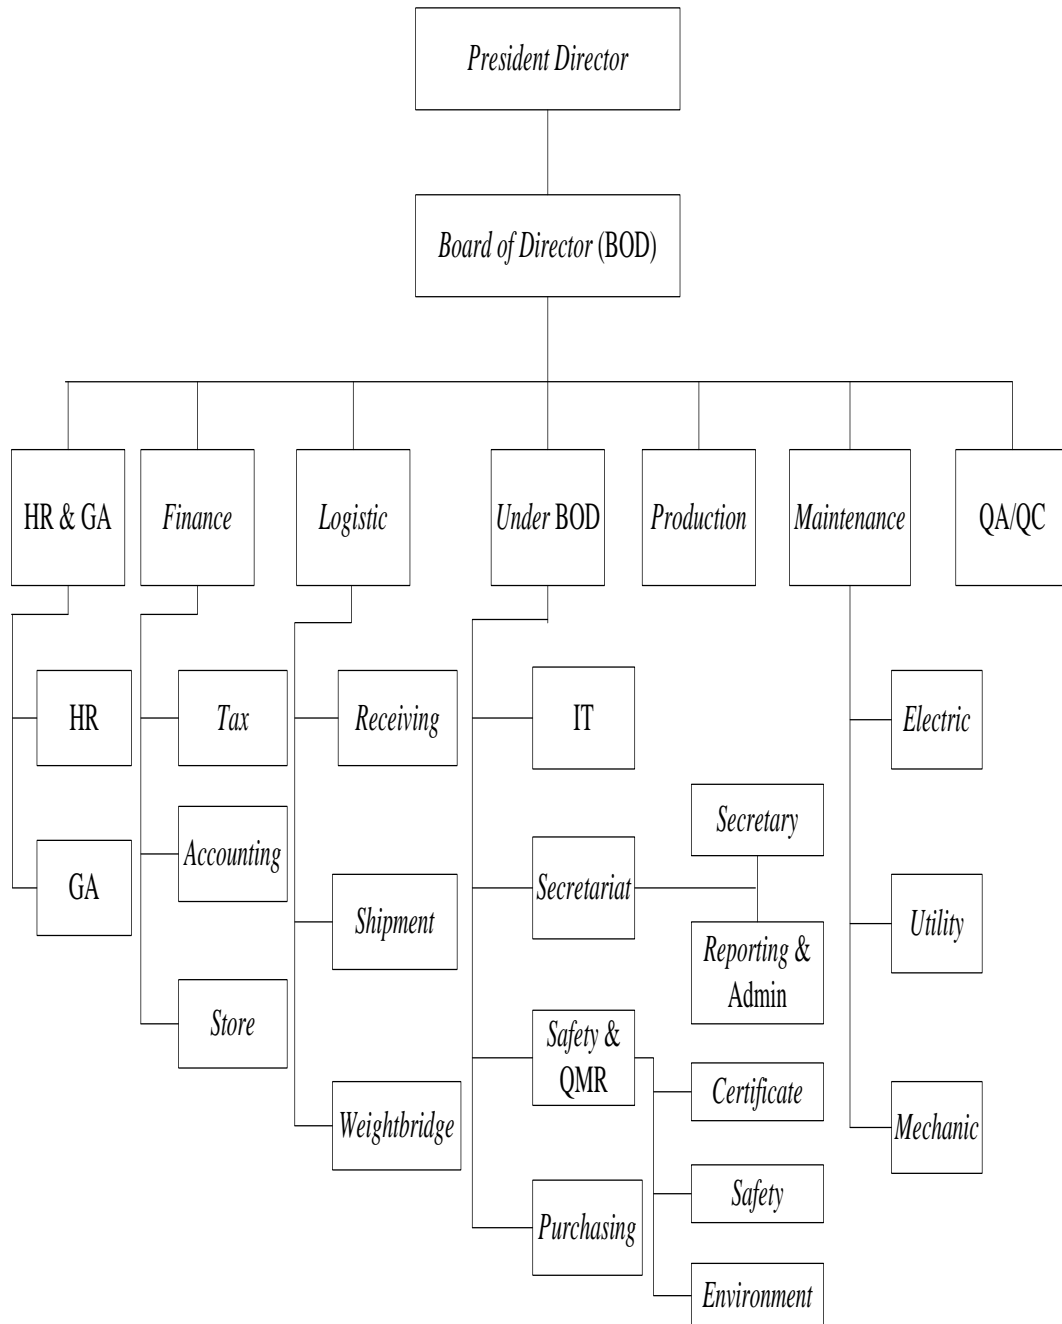 President Director
Board of Director (BOD)
HR & GA
Finance
Logistic
Under BOD
Production
Maintenance
QA/QC
HR
Tax
Receiving
IT
Electric
Secretary
Accounting
GA
Shipment
Secretariat
Utility
Reporting &
Admin
Store
Safety &
QMR
Certificate
Weightbridge
Mechanic
Safety
Purchasing
Environment